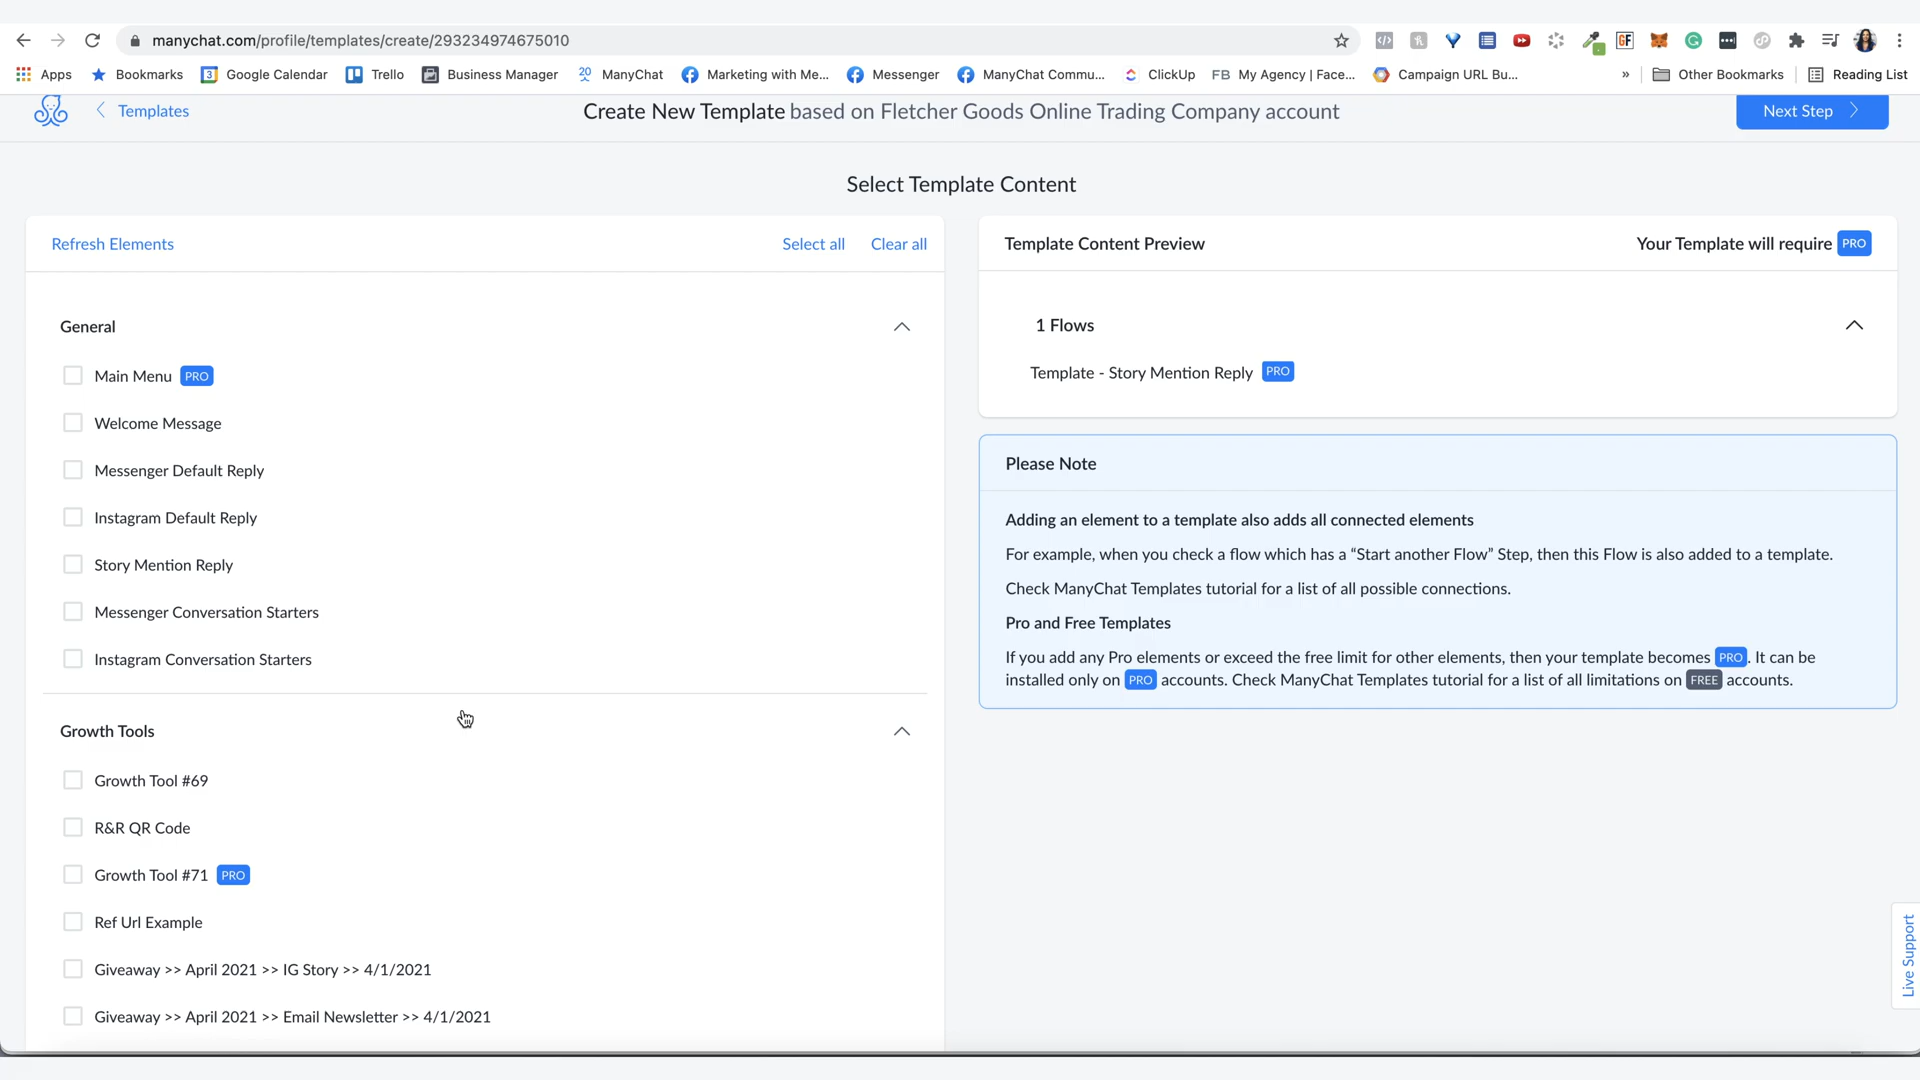 manychat.com/profile/templates/create/293234974675010
Apps Bookmarks Google Calendar Trello Business Manager ManyChat Marketing with Me... Messenger ManyChat Commu... ClickUp FB My Agency | Face... Campaign URL Bu... » Other Bookmarks Reading List
Templates
Create New Template based on Fletcher Goods Online Trading Company account
Next Step
Select Template Content
Refresh Elements Select all Clear all
General
Main Menu PRO
Welcome Message
Messenger Default Reply
Instagram Default Reply
Story Mention Reply
Messenger Conversation Starters
Instagram Conversation Starters
Growth Tools
Growth Tool #69
R&R QR Code
Growth Tool #71 PRO
Ref Url Example
Giveaway >> April 2021 >> IG Story >> 4/1/2021
Giveaway >> April 2021 >> Email Newsletter >> 4/1/2021
Template Content Preview Your Template will require PRO
1 Flows
Template - Story Mention Reply PRO
Please Note
Adding an element to a template also adds all connected elements
For example, when you check a flow which has a “Start another Flow” Step, then this Flow is also added to a template.
Check ManyChat Templates tutorial for a list of all possible connections.
Pro and Free Templates
If you add any Pro elements or exceed the free limit for other elements, then your template becomes PRO. It can be
installed only on PRO accounts. Check ManyChat Templates tutorial for a list of all limitations on FREE accounts.
Live Support